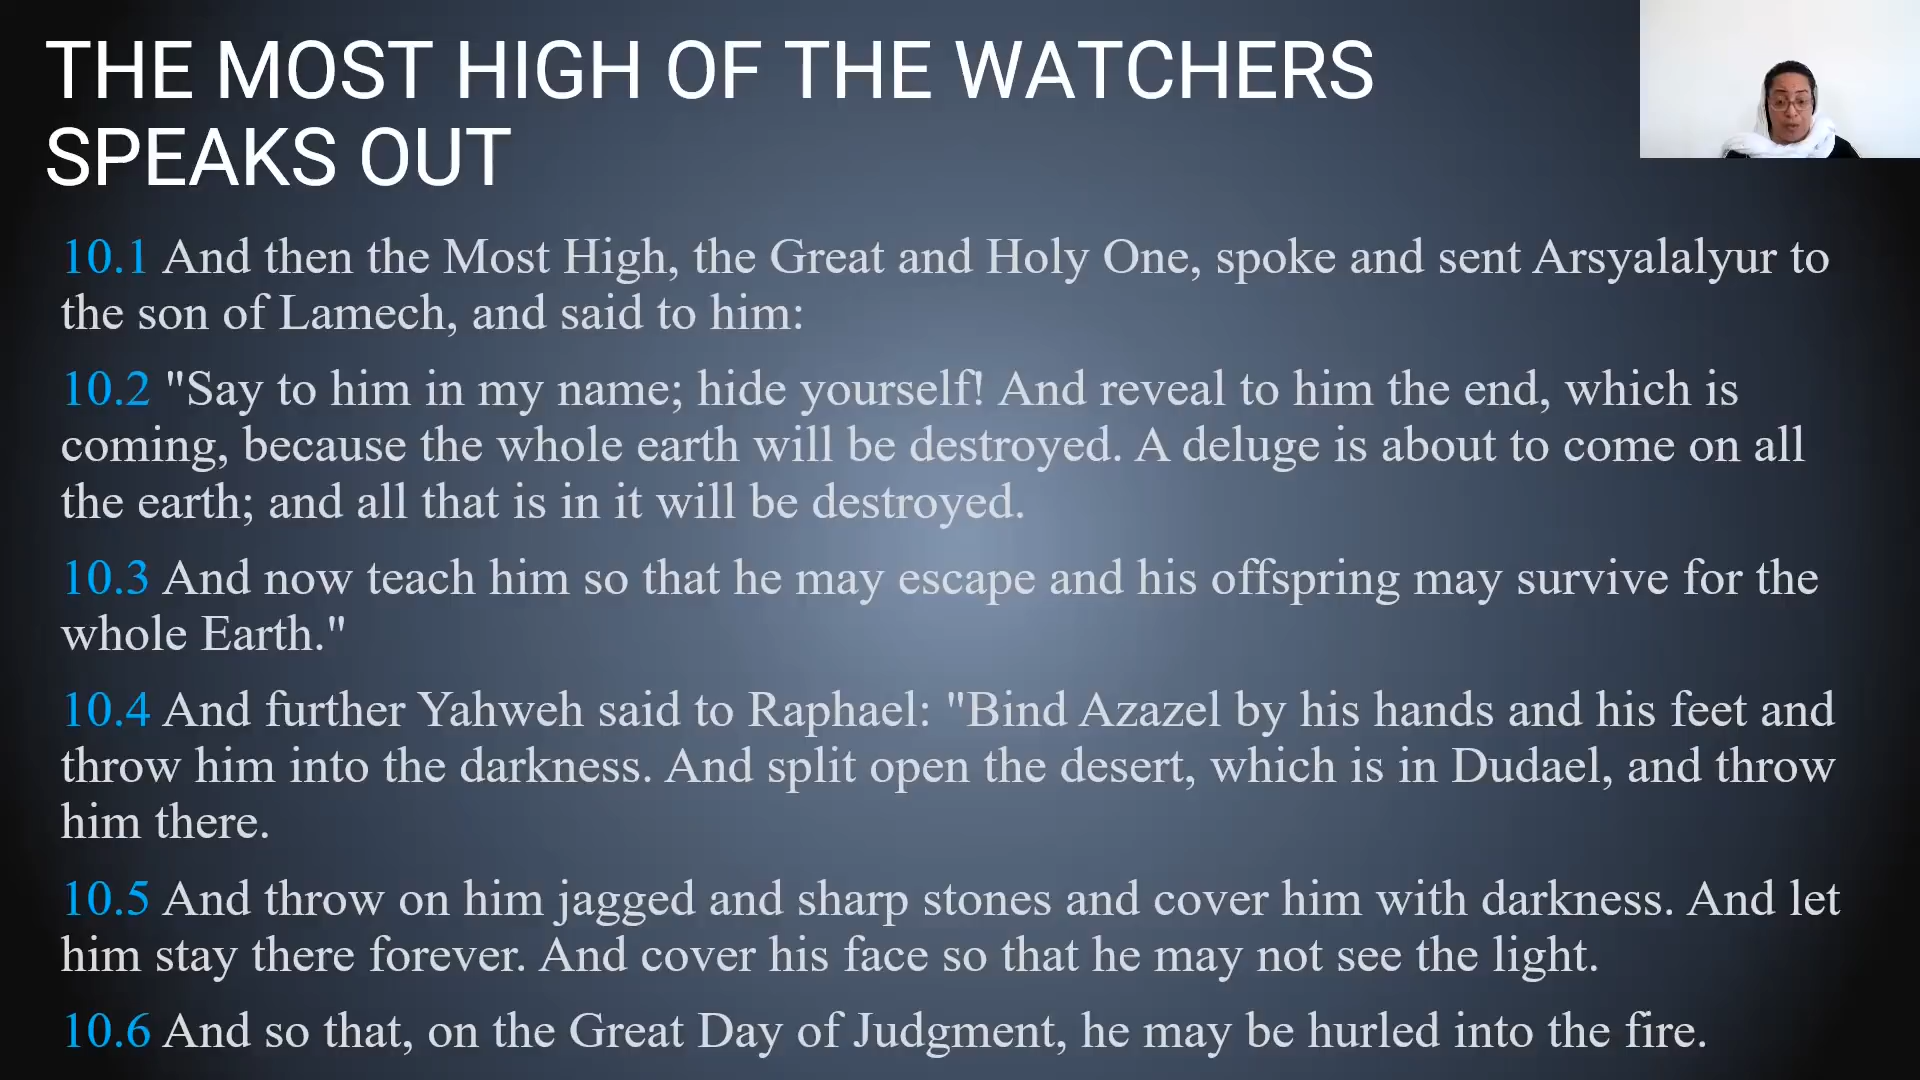 THE MOST HIGH OF THE WATCHERS
SPEAKS OUT
10.1 And then the Most High, the Great and Holy One, spoke and sent Arsyalalyur to
the son of Lamech, and said to him:
10.2 "Say to him in my name; hide yourself! And reveal to him the end, which is
coming, because the whole earth will be destroyed. A deluge is about to come on all
the earth; and all that is in it will be destroyed.
10.3 And now teach him so that he may escape and his offspring may survive for the
whole Earth."
10.4 And further Yahweh said to Raphael: "Bind Azazel by his hands and his feet and
throw him into the darkness. And split open the desert, which is in Dudael, and throw
him there.
10.5 And throw on him jagged and sharp stones and cover him with darkness. And let
him stay there forever. And cover his face so that he may not see the light.
10.6 And so that, on the Great Day of Judgment, he may be hurled into the fire.